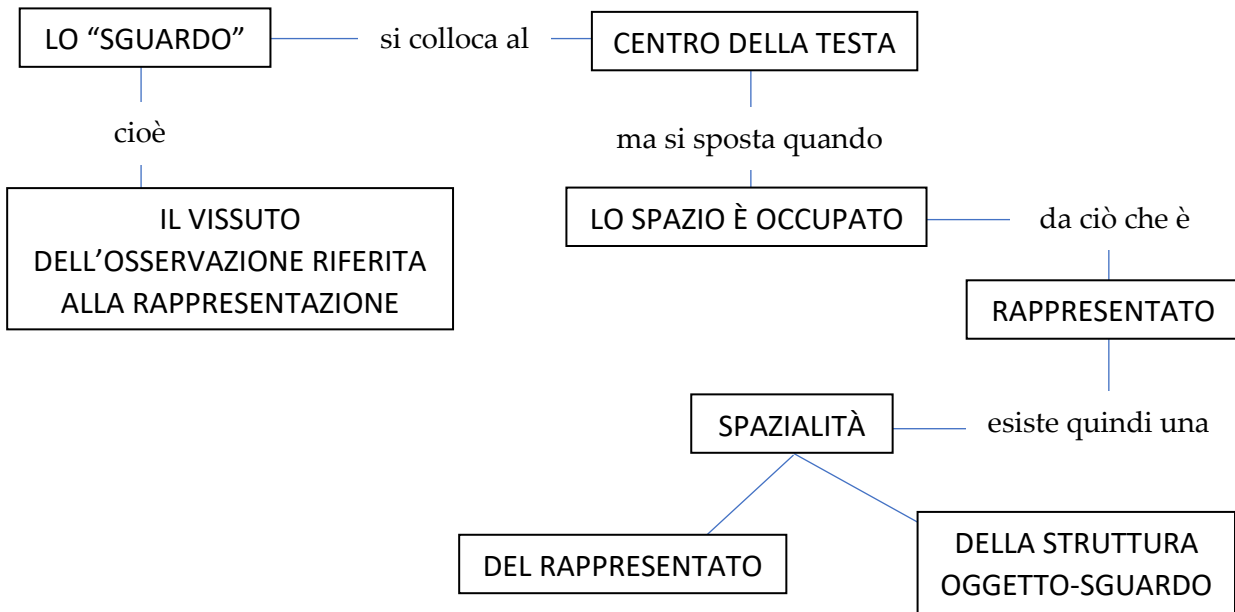 LO “SGUARDO”
si colloca al
CENTRO DELLA TESTA
cioè
ma si sposta quando
IL VISSUTO
DELL’OSSERVAZIONE RIFERITA
ALLA RAPPRESENTAZIONE
LO SPAZIO È OCCUPATO
da ciò che è
RAPPRESENTATO
esiste quindi una
SPAZIALITÀ
DEL RAPPRESENTATO
DELLA STRUTTURA
OGGETTO-SGUARDO